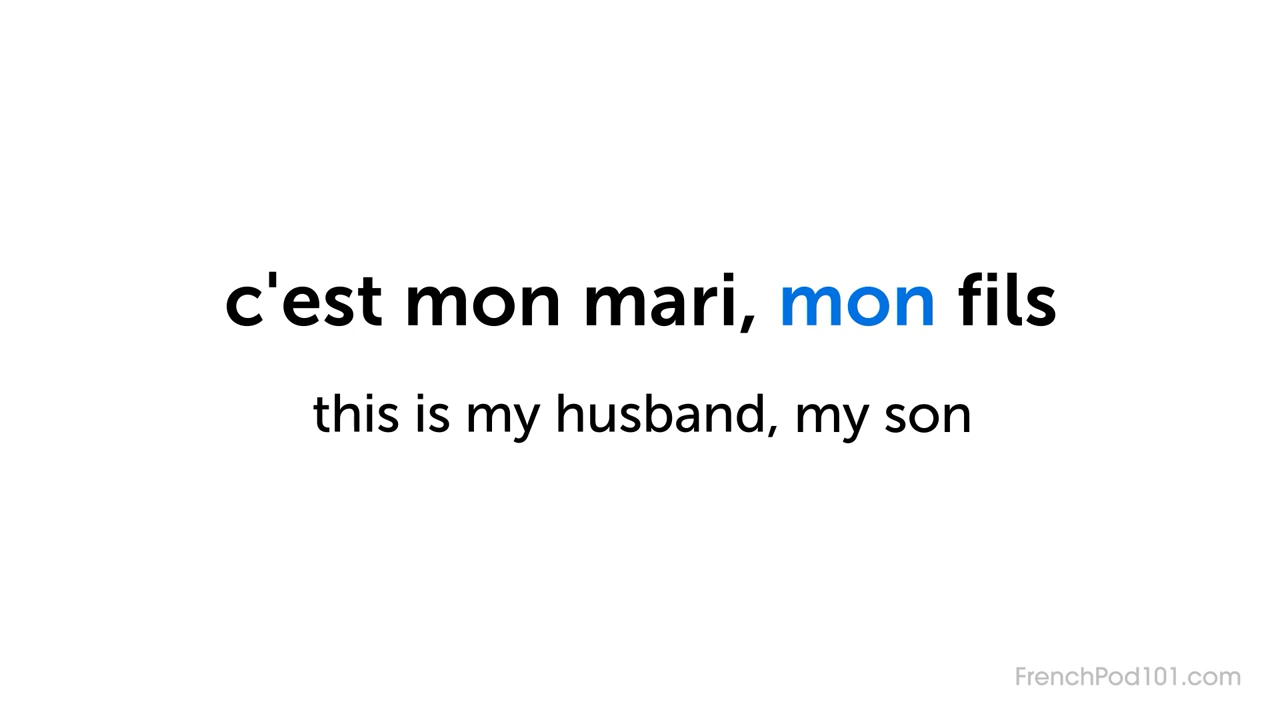 c'est mon mari, mon fils
this is my husband, my son
FrenchPod101.com